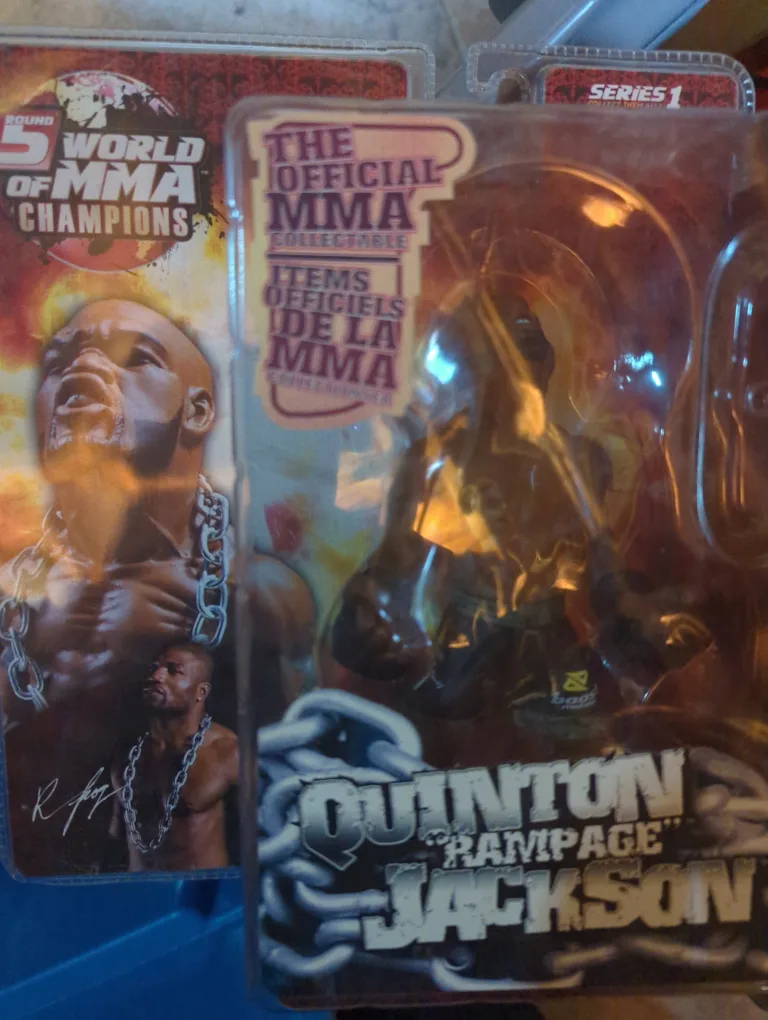 ROUND
5
WORLD
OF MMA
CHAMPIONS
SERIES 1
THE
OFFICIAL
MMA
COLLECTABLE
ITEMS
OFFICIELS
DE LA
MMA
QUINTON
"RAMPAGE"
JACKSON